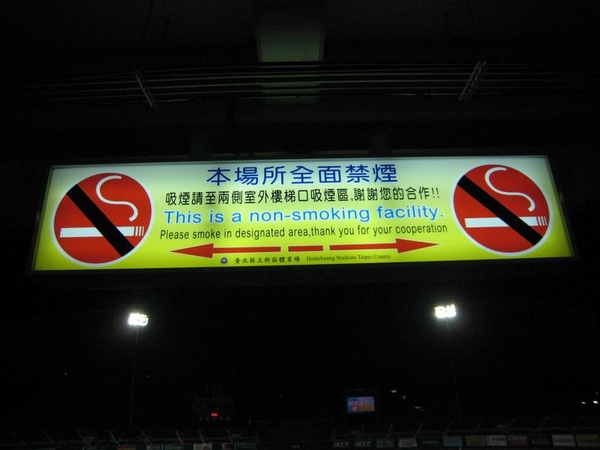 本場所全面禁煙
吸煙請至兩側室外樓梯口吸煙區,謝謝您的合作!!
This is a non-smoking facility.
Please smoke in designated area,thank you for your cooperation
臺北縣立新莊體育場 Hsinchuang Stadium Taipei County